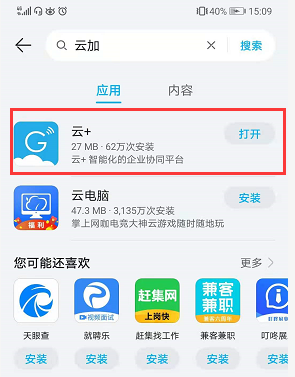 40% 15:09
云加 搜索
应用 内容
云+
27 MB · 62万次安装
云+ 智能化的企业协同平台
打开
云电脑
47.3 MB · 3,135万次安装
掌上网咖电竞大神云游戏随时随地玩
安装
福利
您可能还喜欢 更多
视频面试 赶集网 上岗快 兼客兼职
天眼查 就聘乐 赶集找工作 兼客兼职 叮咚展
安装 安装 安装 安装 安装